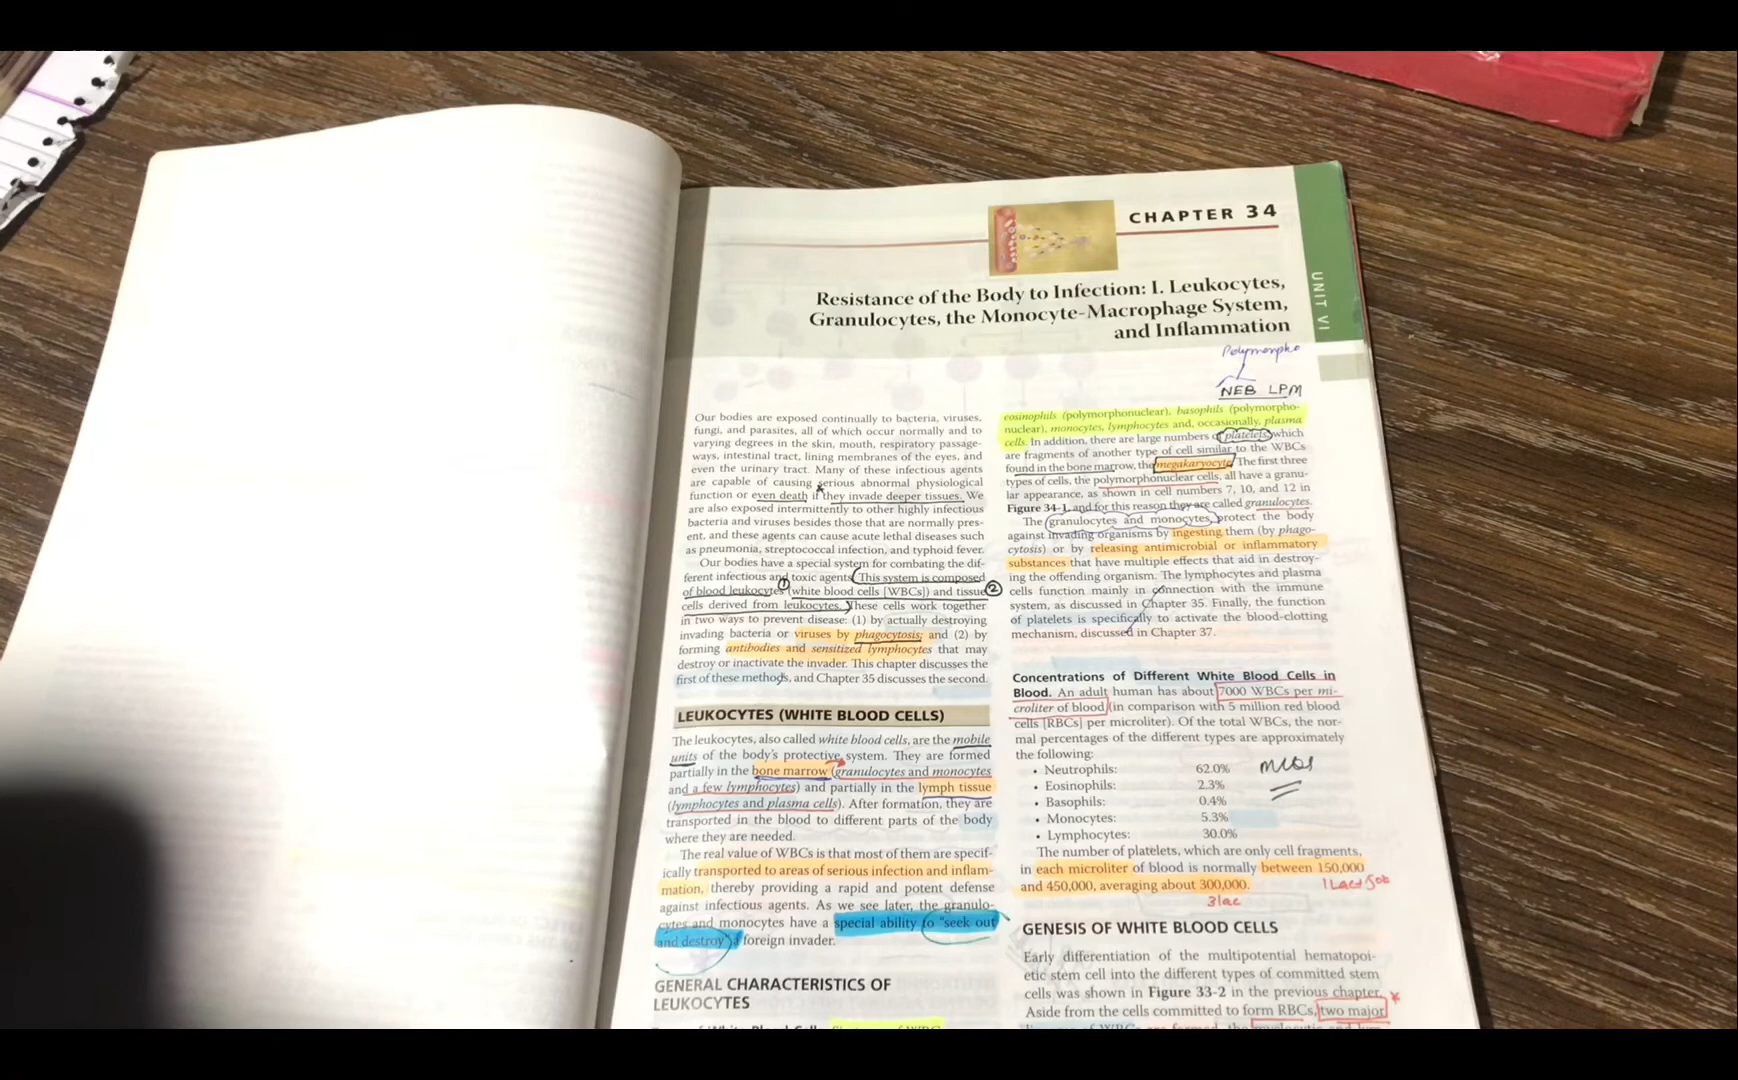 CHAPTER 34
UNIT VI
Resistance of the Body to Infection: I. Leukocytes,
Granulocytes, the Monocyte-Macrophage System,
and Inflammation
Our bodies are exposed continually to bacteria, viruses,
fungi, and parasites, all of which occur normally and to
varying degrees in the skin, mouth, respiratory passage-
ways, intestinal tract, lining membranes of the eyes, and
even the urinary tract. Many of these infectious agents
are capable of causing serious abnormal physiological
function or even death if they invade deeper tissues. We
are also exposed intermittently to other highly infectious
bacteria and viruses besides those that are normally pres-
ent, and these agents can cause acute lethal diseases such
as pneumonia, streptococcal infection, and typhoid fever.
Our bodies have a special system for combating the dif-
ferent infectious and toxic agents. This system is composed
of blood leukocytes (white blood cells [WBCs]) and tissue
cells derived from leukocytes. These cells work together
in two ways to prevent disease: (1) by actually destroying
invading bacteria or viruses by phagocytosis; and (2) by
forming antibodies and sensitized lymphocytes that may
destroy or inactivate the invader. This chapter discusses the
first of these methods, and Chapter 35 discusses the second.
1
2
LEUKOCYTES (WHITE BLOOD CELLS)
The leukocytes, also called white blood cells, are the mobile
units of the body's protective system. They are formed
partially in the bone marrow (granulocytes and monocytes
and a few lymphocytes) and partially in the lymph tissue
(lymphocytes and plasma cells). After formation, they are
transported in the blood to different parts of the body
where they are needed.
The real value of WBCs is that most of them are specif-
ically transported to areas of serious infection and inflam-
mation, thereby providing a rapid and potent defense
against infectious agents. As we see later, the granulo-
cytes and monocytes have a special ability to "seek out
and destroy" a foreign invader.
GENERAL CHARACTERISTICS OF
LEUKOCYTES
Polymorpho
NEB LPM
eosinophils (polymorphonuclear), basophils (polymorpho-
nuclear), monocytes, lymphocytes and, occasionally, plasma
cells. In addition, there are large numbers of platelets, which
are fragments of another type of cell similar to the WBCs
found in the bone marrow, the megakaryocyte. The first three
types of cells, the polymorphonuclear cells, all have a granu-
lar appearance, as shown in cell numbers 7, 10, and 12 in
Figure 34-1, and for this reason they are called granulocytes.
The granulocytes and monocytes, protect the body
against invading organisms by ingesting them (by phago-
cytosis) or by releasing antimicrobial or inflammatory
substances that have multiple effects that aid in destroy-
ing the offending organism. The lymphocytes and plasma
cells function mainly in connection with the immune
system, as discussed in Chapter 35. Finally, the function
of platelets is specifically to activate the blood-clotting
mechanism, discussed in Chapter 37.
Concentrations of Different White Blood Cells in
Blood. An adult human has about 7000 WBCs per mi-
croliter of blood (in comparison with 5 million red blood
cells [RBCs] per microliter). Of the total WBCs, the nor-
mal percentages of the different types are approximately
the following:
• Neutrophils: 62.0%
• Eosinophils: 2.3%
• Basophils: 0.4%
• Monocytes: 5.3%
• Lymphocytes: 30.0%
The number of platelets, which are only cell fragments,
in each microliter of blood is normally between 150,000
and 450,000, averaging about 300,000.
3 lac
GENESIS OF WHITE BLOOD CELLS
Early differentiation of the multipotential hematopoi-
etic stem cell into the different types of committed stem
cells was shown in Figure 33-2 in the previous chapter.
Aside from the cells committed to form RBCs, two major